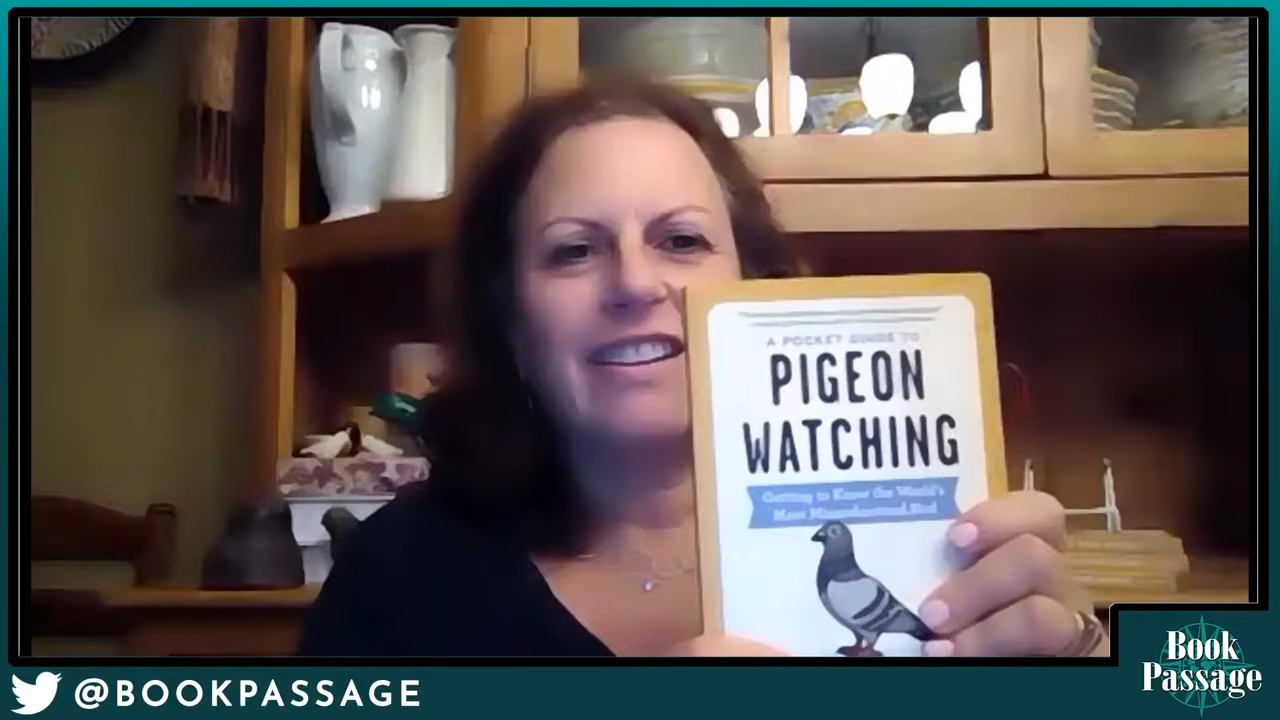 A POCKET GUIDE TO
PIGEON
WATCHING
Getting to Know the World's
Most Misunderstood Bird
@BOOKPASSAGE
Book
Passage